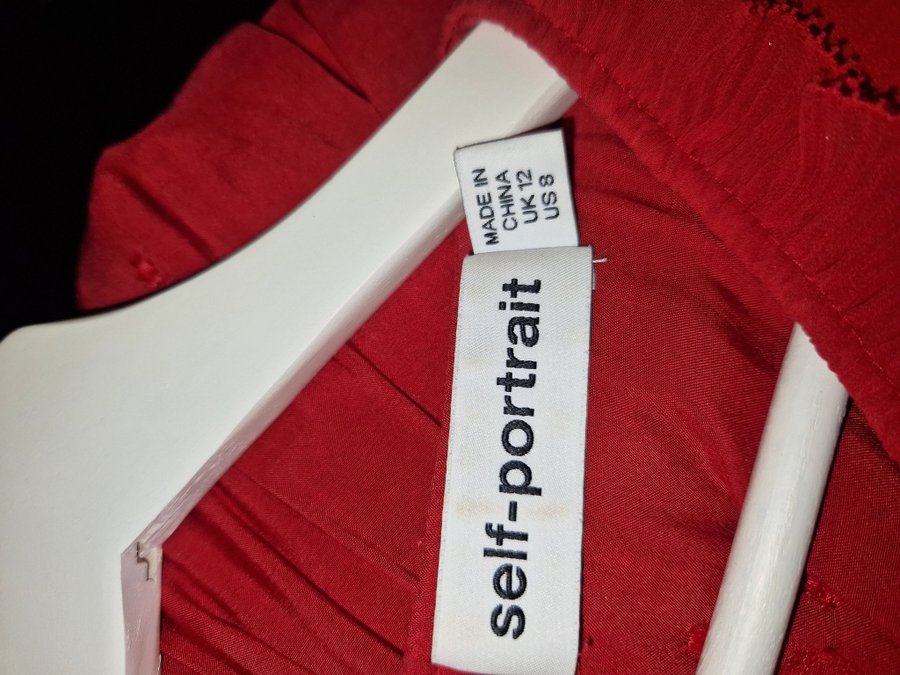 MADE IN
CHINA
UK 12
US 8
self-portrait